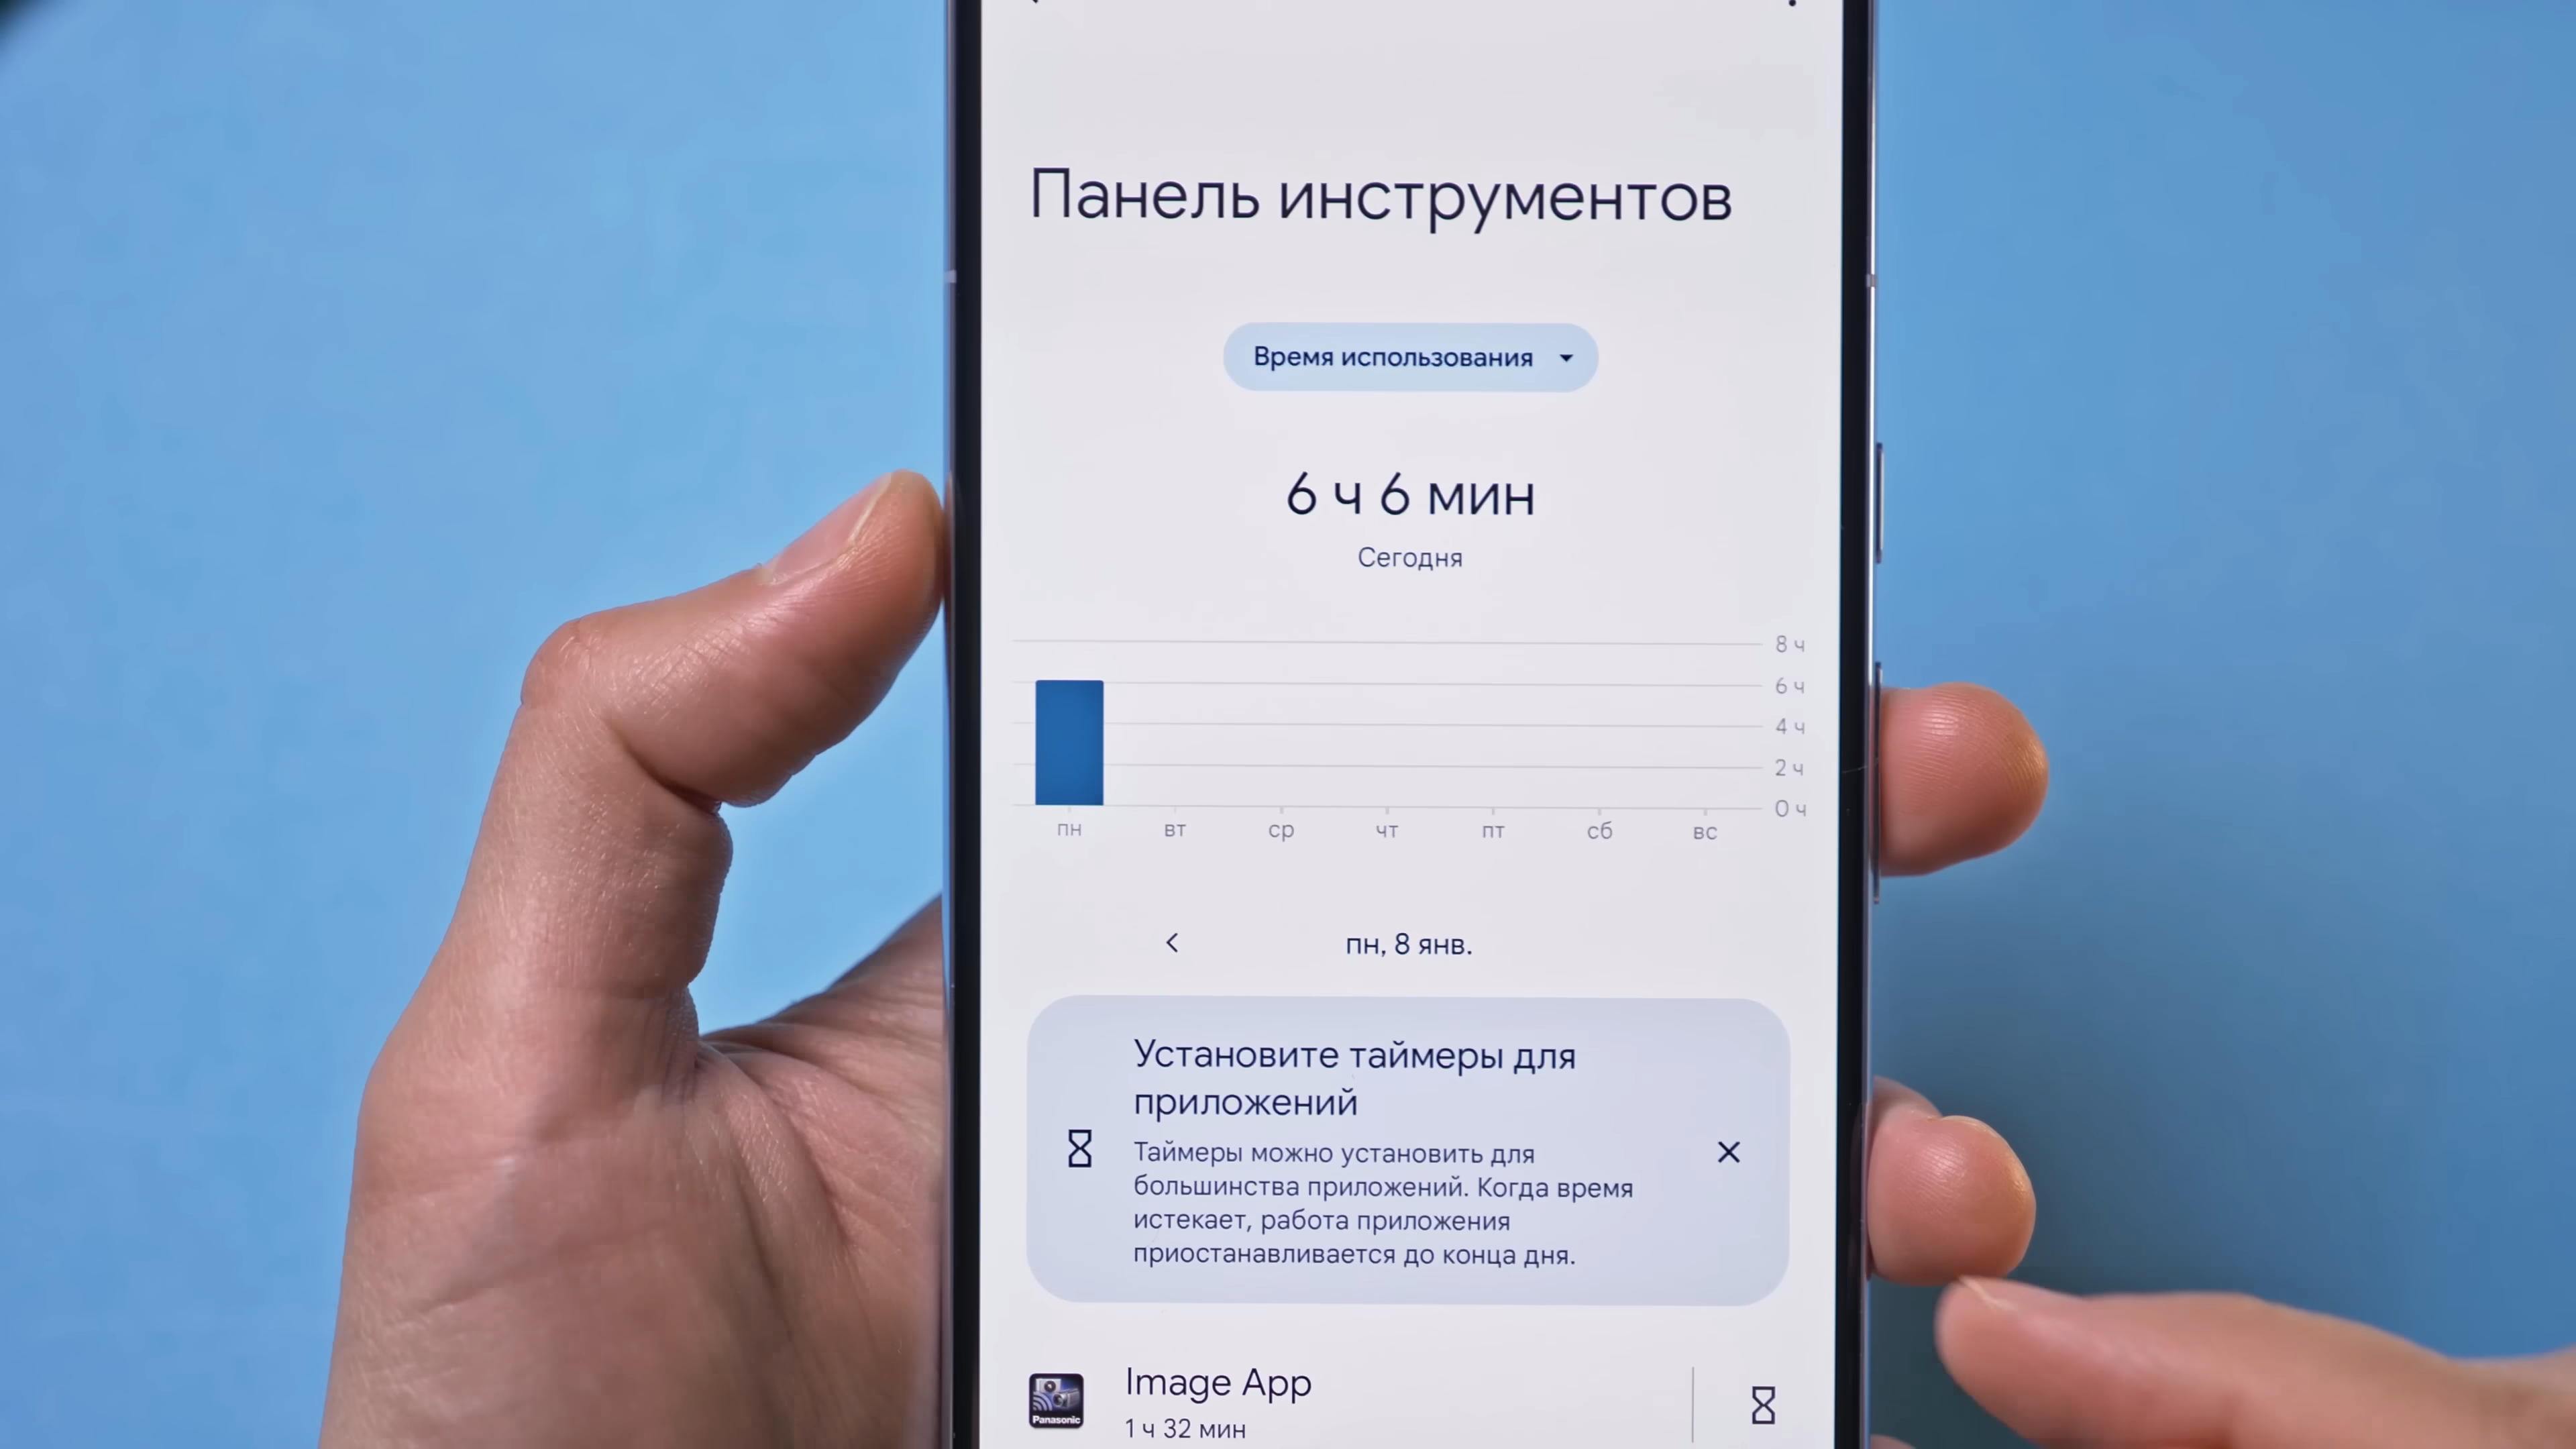 Панель инструментов
Время использования
6 ч 6 мин
Сегодня
8 ч
6 ч
4 ч
2 ч
0 ч
пн вт ср чт пт сб вс
пн, 8 янв.
Установите таймеры для
приложений
Таймеры можно установить для
большинства приложений. Когда время
истекает, работа приложения
приостанавливается до конца дня.
Image App
Panasonic
1 ч 32 мин